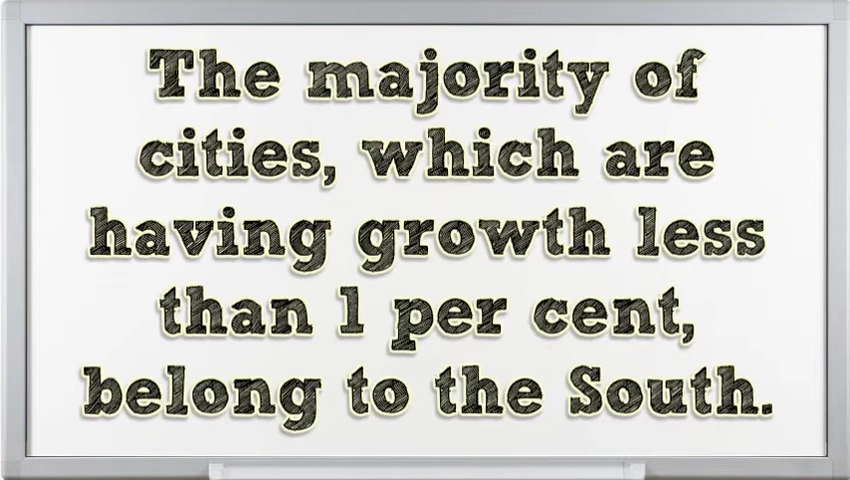 The majority of
cities, which are
having growth less
than 1 per cent,
belong to the South.